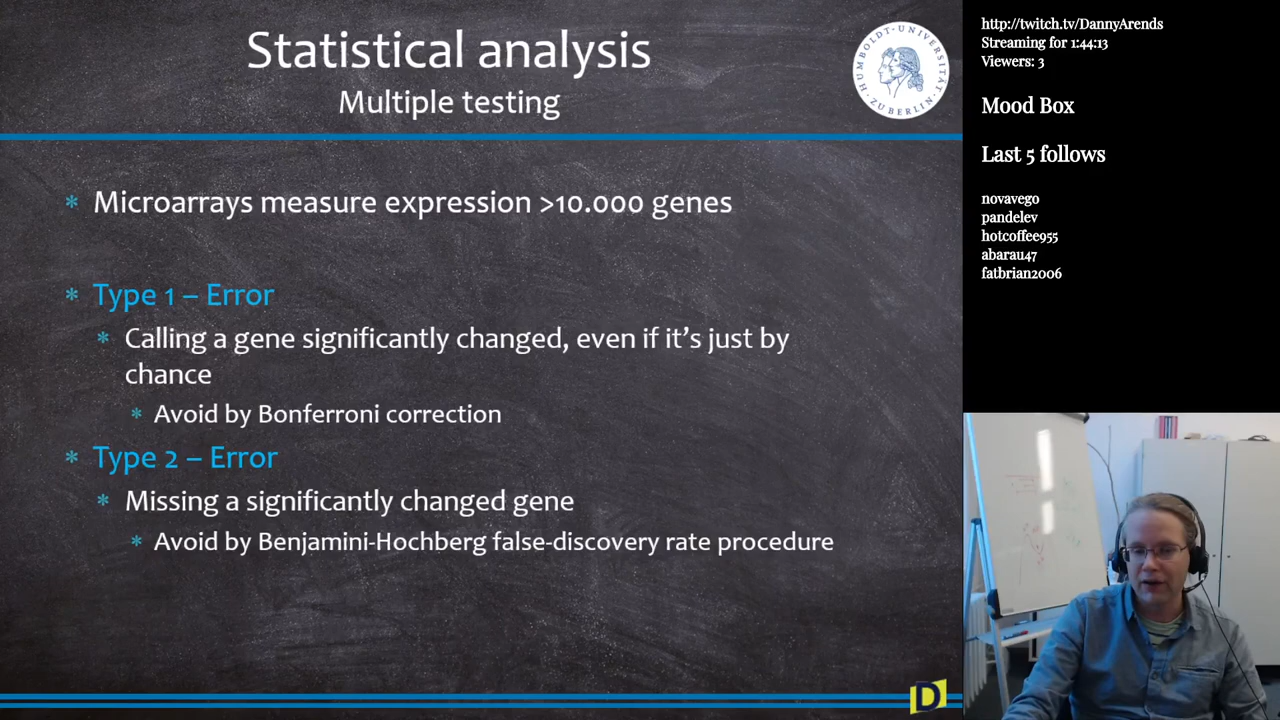 Statistical analysis
Multiple testing
HUMBOLDT-UNIVERSITÄT
ZU BERLIN
* Microarrays measure expression >10.000 genes
* Type 1 – Error
* Calling a gene significantly changed, even if it's just by
chance
* Avoid by Bonferroni correction
* Type 2 – Error
* Missing a significantly changed gene
* Avoid by Benjamini-Hochberg false-discovery rate procedure
D
http://twitch.tv/DannyArends
Streaming for 1:44:13
Viewers: 3
Mood Box
Last 5 follows
novavego
pandelev
hotcoffee955
abarau47
fatbrian2006